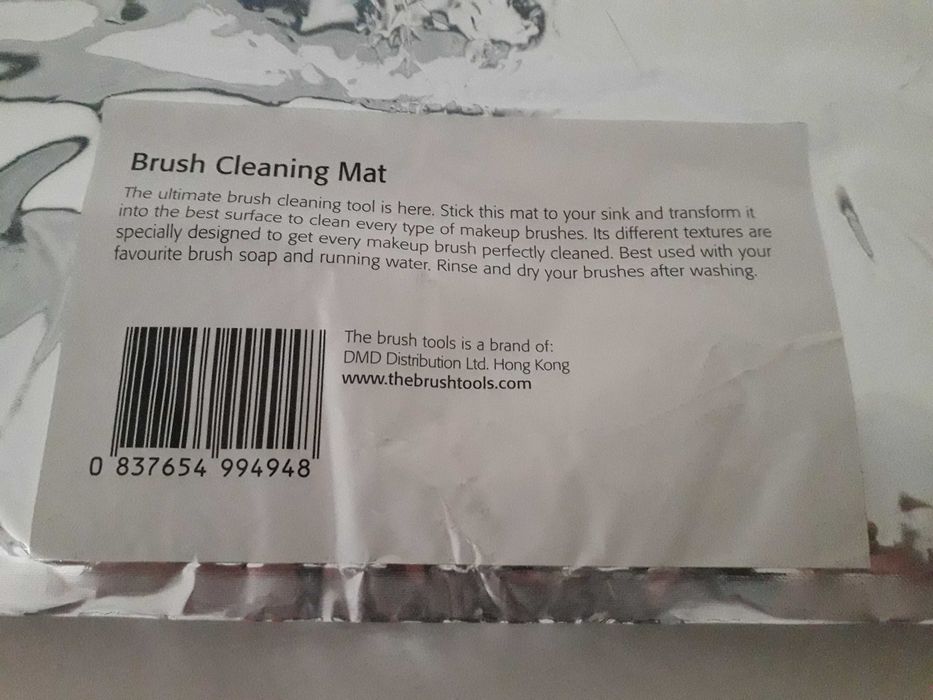 Brush Cleaning Mat
The ultimate brush cleaning tool is here. Stick this mat to your sink and transform it
into the best surface to clean every type of makeup brushes. Its different textures are
specially designed to get every makeup brush perfectly cleaned. Best used with your
favourite brush soap and running water. Rinse and dry your brushes after washing.
The brush tools is a brand of:
DMD Distribution Ltd. Hong Kong
www.thebrushtools.com
0 837654 994948